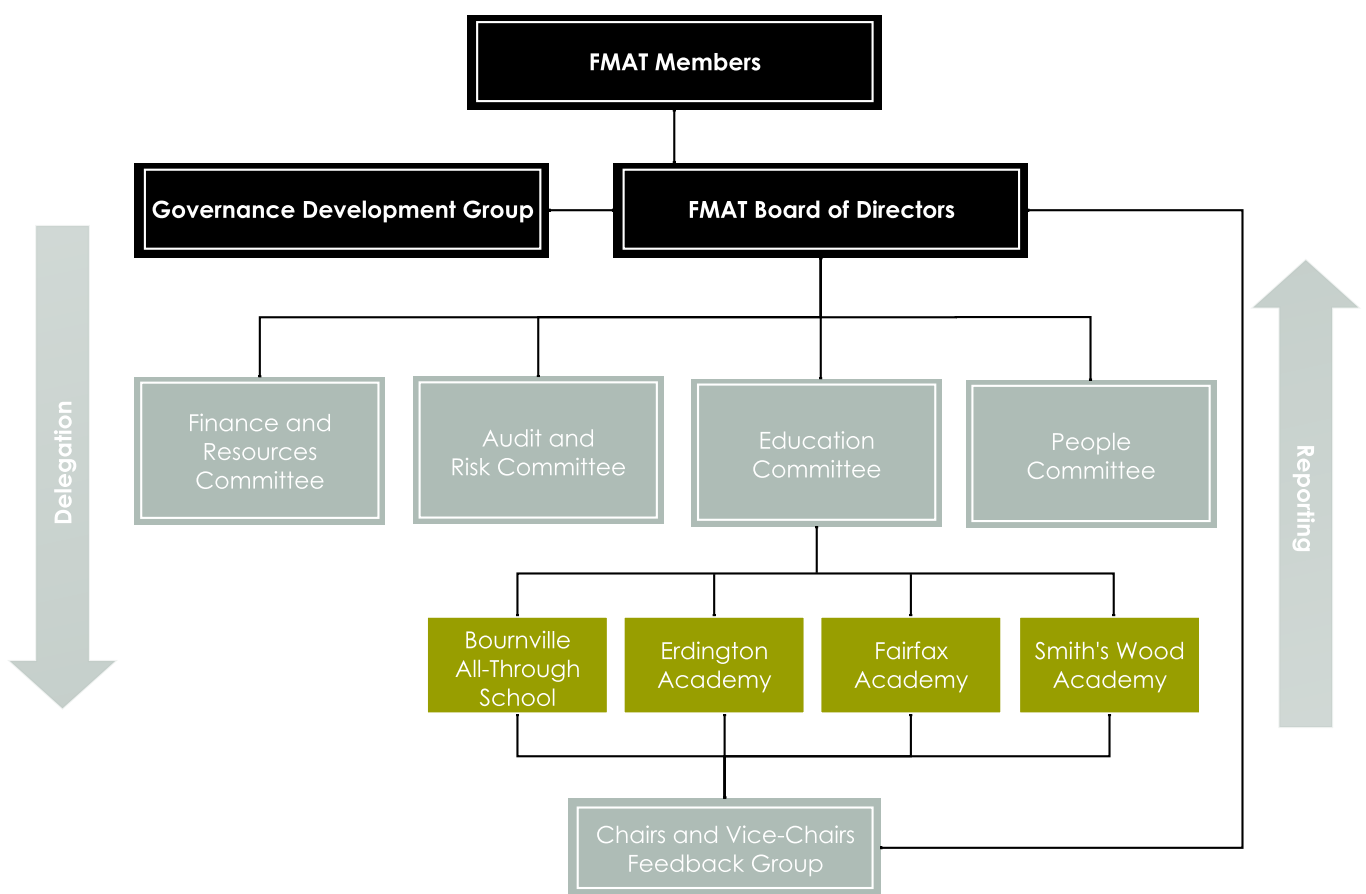 FMAT Members
Governance Development Group
FMAT Board of Directors
Delegation
Finance and
Resources
Committee
Audit and
Risk Committee
Education
Committee
People
Committee
Reporting
Bournville
All-Through
School
Erdington
Academy
Fairfax
Academy
Smith's Wood
Academy
Chairs and Vice-Chairs
Feedback Group